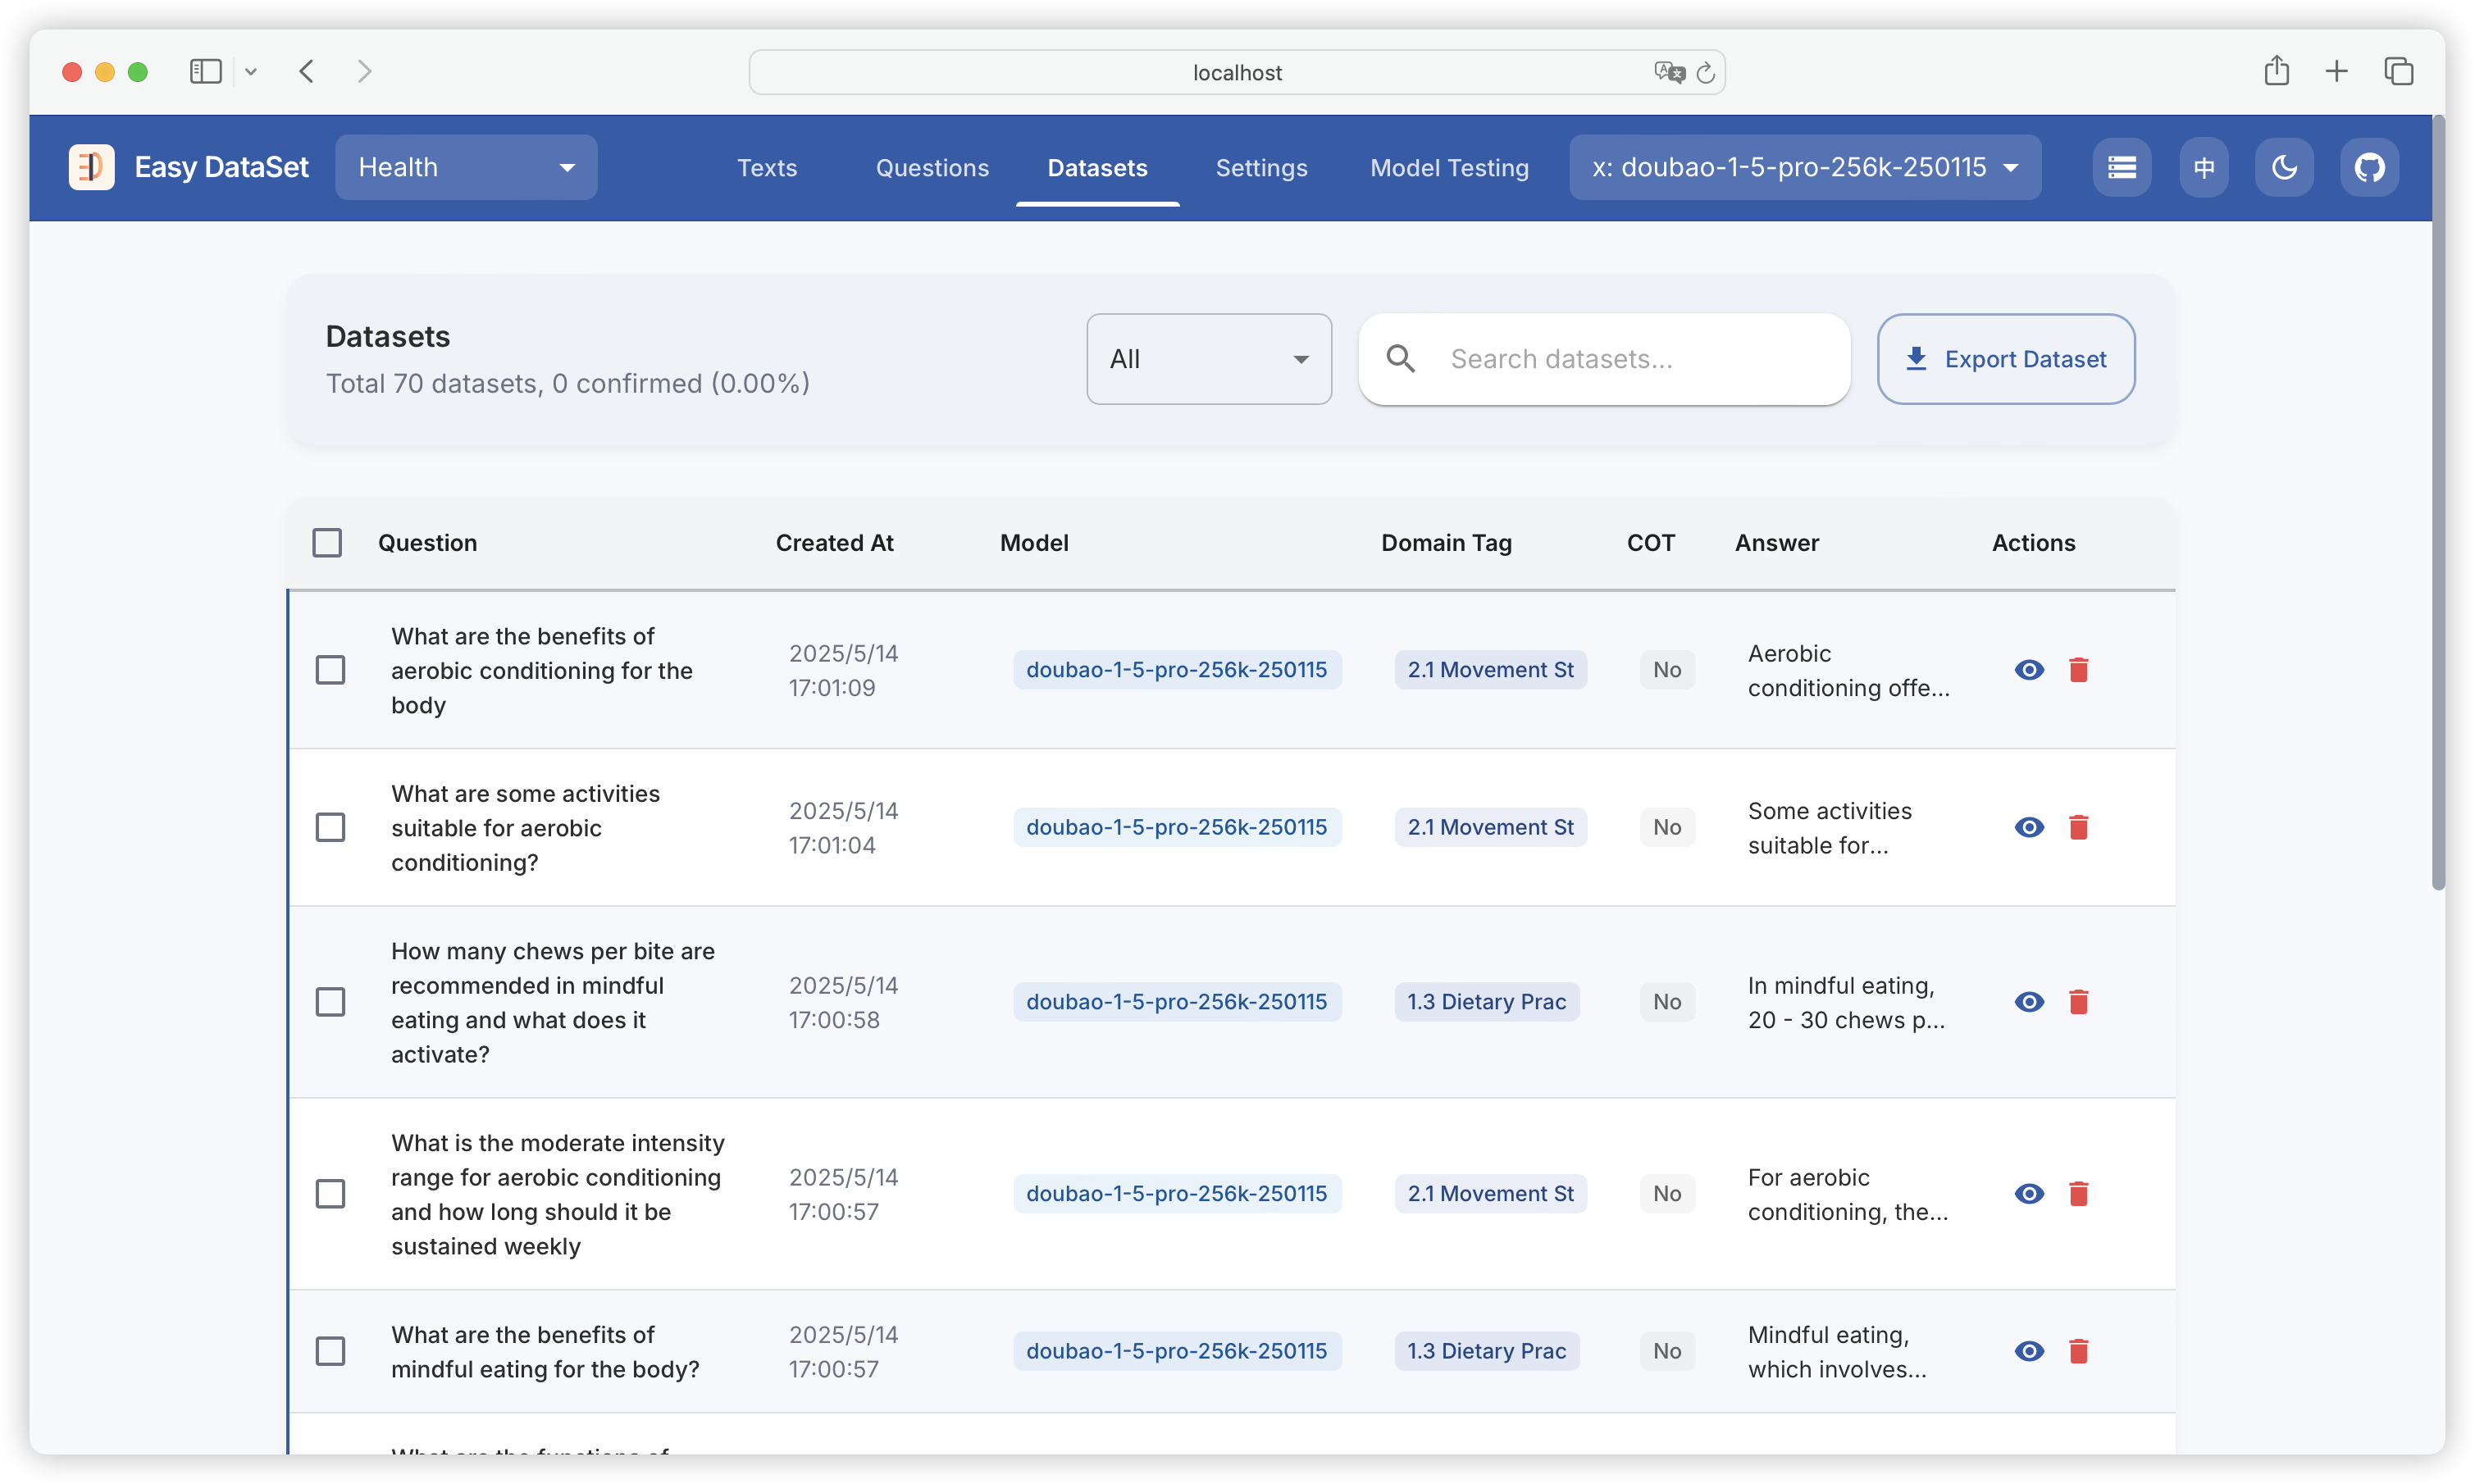 localhost
Easy DataSet
Health
Texts
Questions
Datasets
Settings
Model Testing
x: doubao-1-5-pro-256k-250115
中
Datasets
Total 70 datasets, 0 confirmed (0.00%)
All
Search datasets...
Export Dataset
Question
Created At
Model
Domain Tag
COT
Answer
Actions
What are the benefits of
aerobic conditioning for the
body
2025/5/14
17:01:09
doubao-1-5-pro-256k-250115
2.1 Movement St
No
Aerobic
conditioning offe...
What are some activities
suitable for aerobic
conditioning?
2025/5/14
17:01:04
doubao-1-5-pro-256k-250115
2.1 Movement St
No
Some activities
suitable for...
How many chews per bite are
recommended in mindful
eating and what does it
activate?
2025/5/14
17:00:58
doubao-1-5-pro-256k-250115
1.3 Dietary Prac
No
In mindful eating,
20 - 30 chews p...
What is the moderate intensity
range for aerobic conditioning
and how long should it be
sustained weekly
2025/5/14
17:00:57
doubao-1-5-pro-256k-250115
2.1 Movement St
No
For aerobic
conditioning, the...
What are the benefits of
mindful eating for the body?
2025/5/14
17:00:57
doubao-1-5-pro-256k-250115
1.3 Dietary Prac
No
Mindful eating,
which involves...
What are the functions of